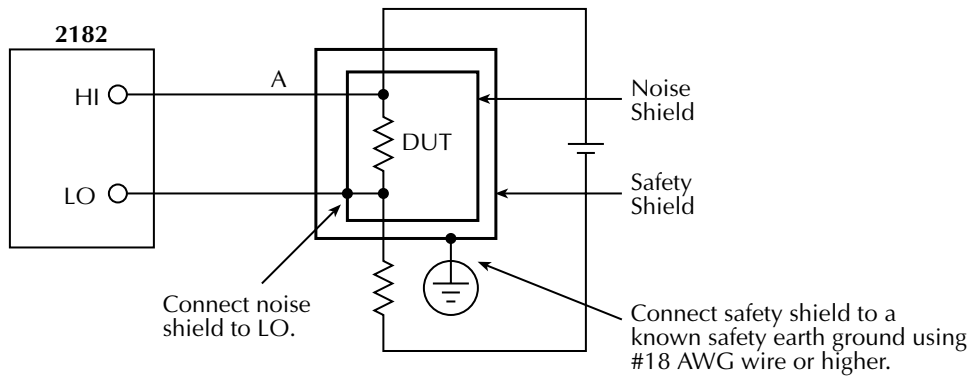 2182
HI
A
LO
DUT
Noise
Shield
Safety
Shield
Connect noise
shield to LO.
Connect safety shield to a
known safety earth ground using
#18 AWG wire or higher.